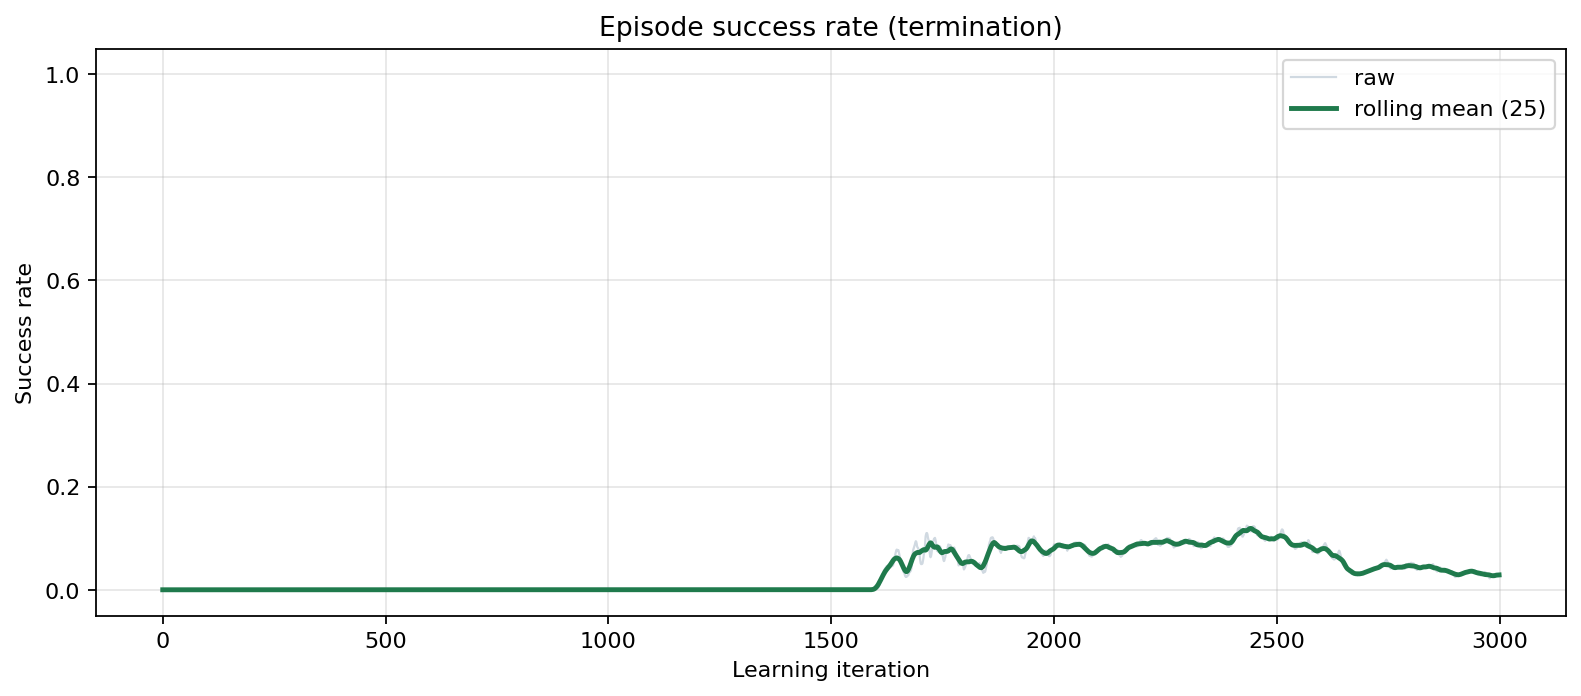 Episode success rate (termination)
raw
rolling mean (25)
Success rate
1.0
0.8
0.6
0.4
0.2
0.0
0
500
1000
1500
2000
2500
3000
Learning iteration